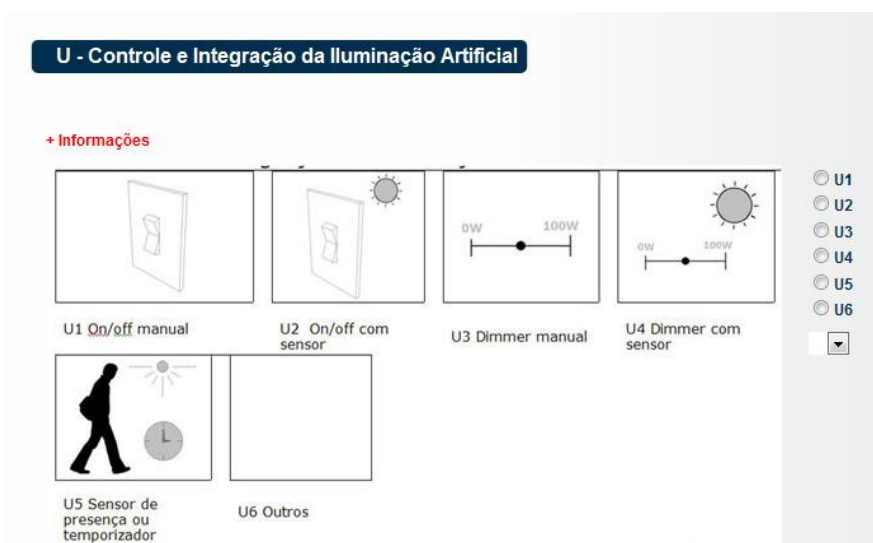 U - Controle e Integração da Iluminação Artificial
+ Informações
0W 100W
0W 100W
U1 On/off manual
U2 On/off com
sensor
U3 Dimmer manual
U4 Dimmer com
sensor
U5 Sensor de
presença ou
temporizador
U6 Outros
U1
U2
U3
U4
U5
U6